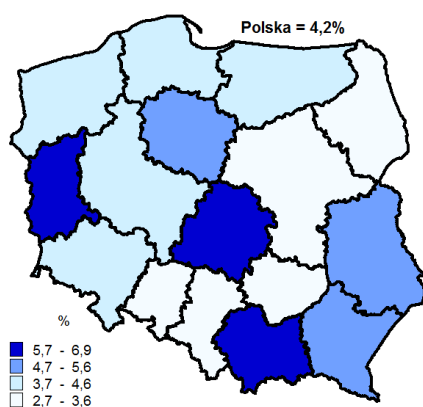 Polska = 4,2%
%
5,7 - 6,9
4,7 - 5,6
3,7 - 4,6
2,7 - 3,6